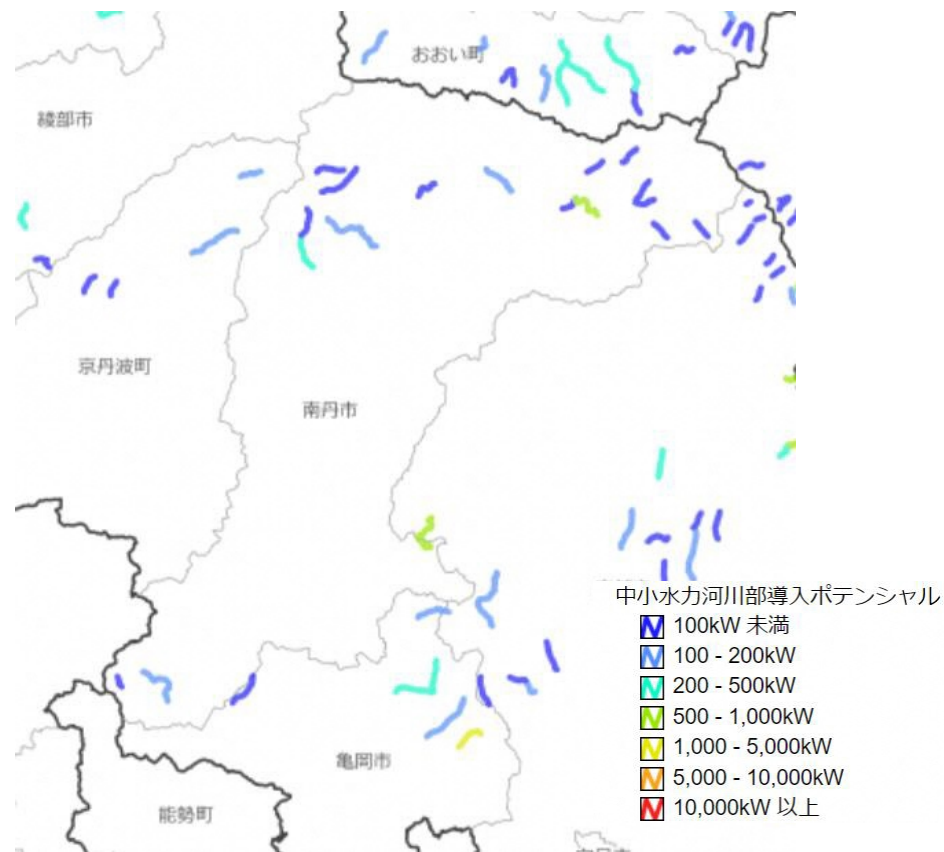 おおい町
綾部市
京丹波町
南丹市
中小水力河川部導入ポテンシャル
100kW 未満
100 - 200kW
200 - 500kW
500 - 1,000kW
1,000 - 5,000kW
5,000 - 10,000kW
10,000kW 以上
亀岡市
能勢町